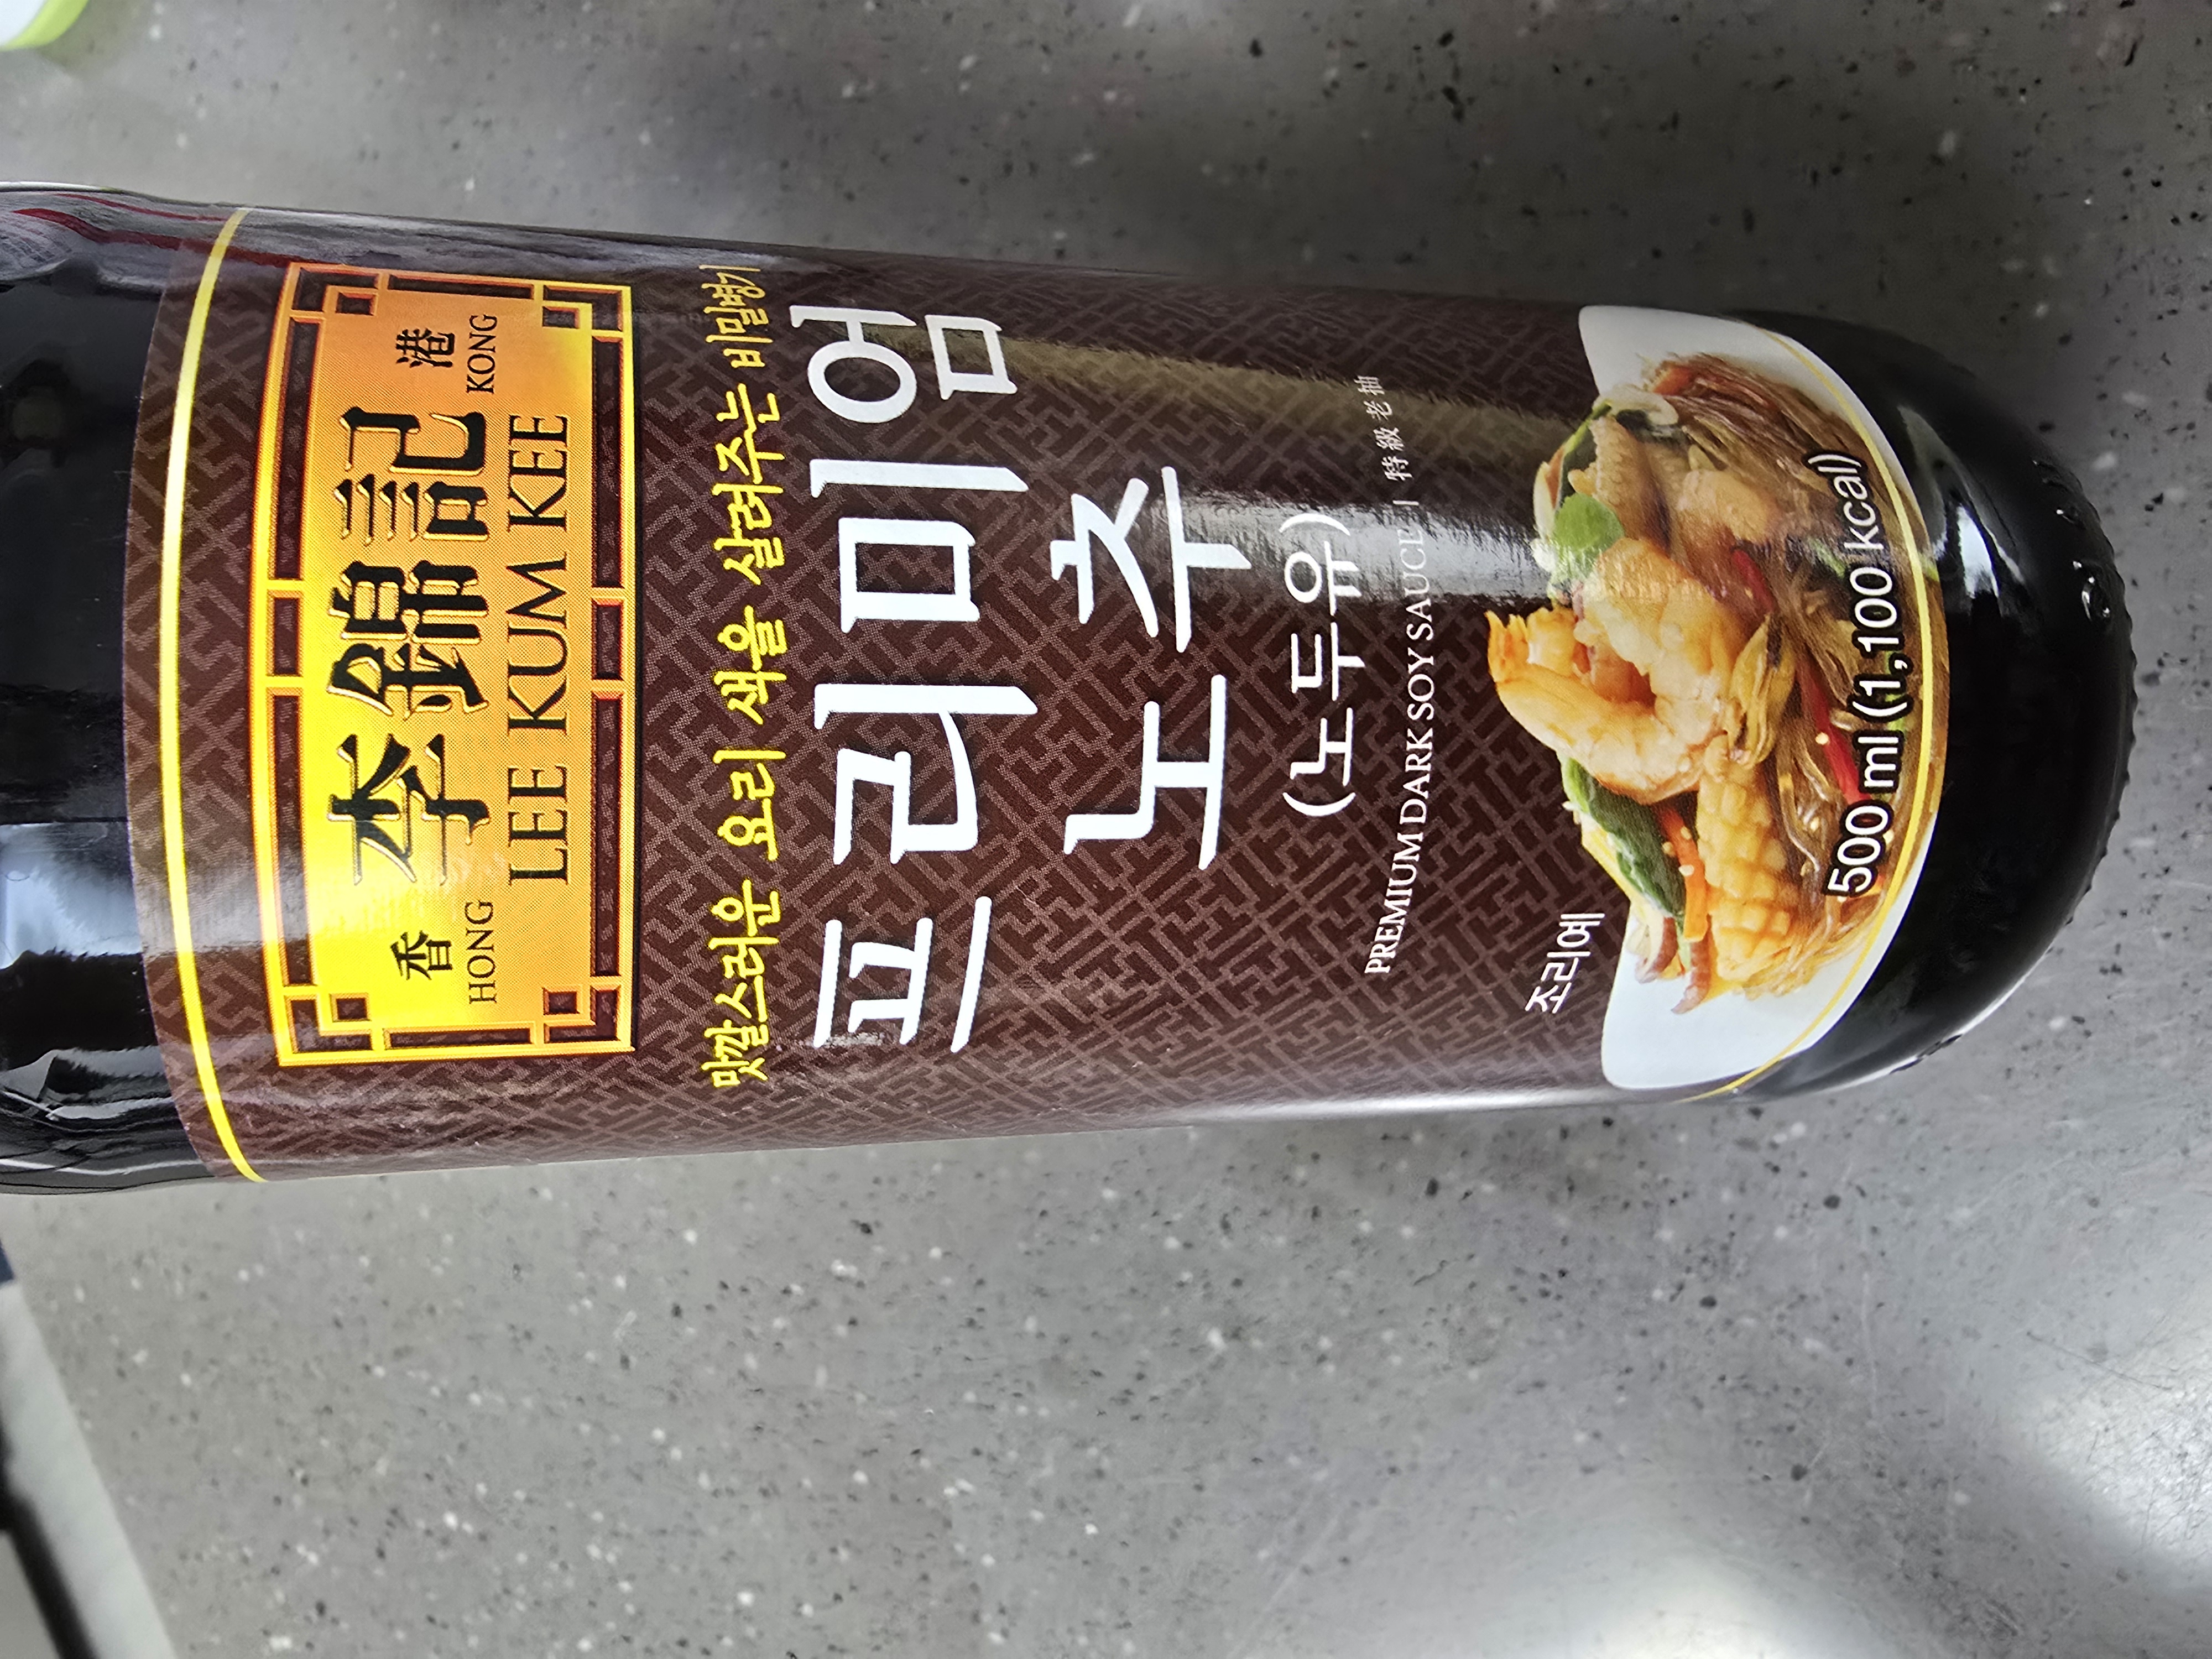 李錦記
香 港
HONG KONG
LEE KUM KEE
맛깔스러운 요리 색을 살려주는 비밀병기
프리미엄
노추
(노두유)
PREMIUM DARK SOY SAUCE | 特級老抽
조리예
500 ml (1,100 kcal)